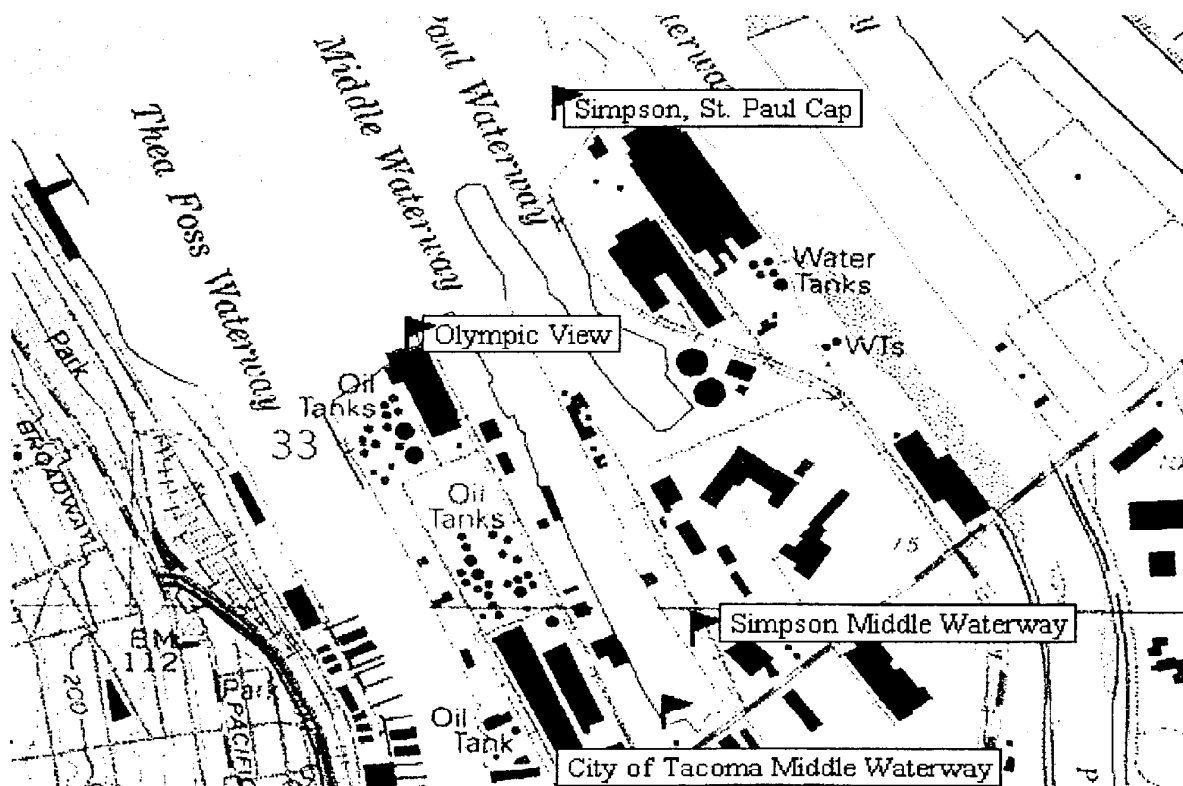 Thea Foss Waterway
Middle Waterway
Paul Waterway
Simpson, St. Paul Cap
Water
Tanks
WTs
Olympic View
Oil
Tanks
33
Park
BROADWAY
Oil
Tanks
15
Simpson Middle Waterway
BM
112
200
Park
PACIFIC
Oil
Tank
City of Tacoma Middle Waterway